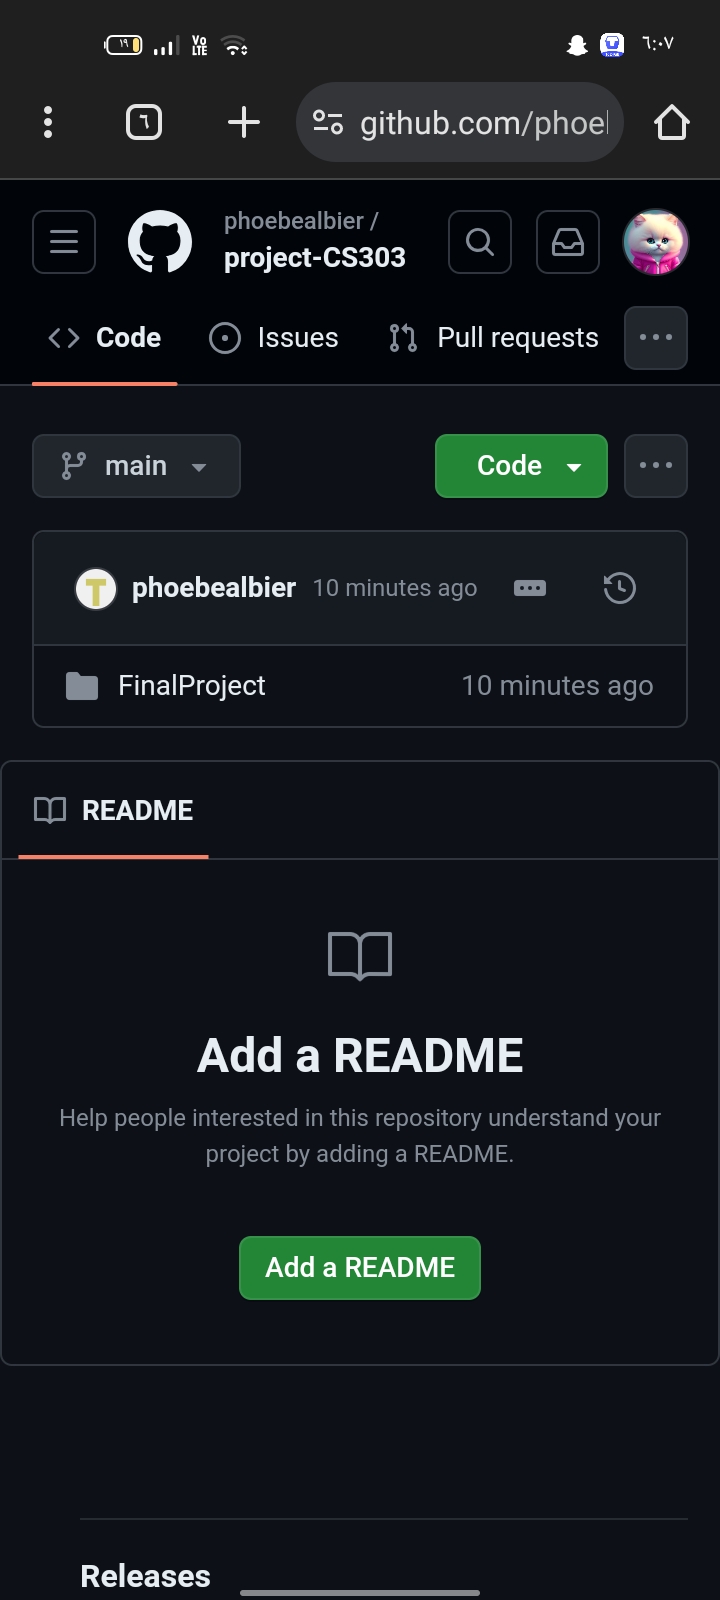 ١٩
Vo
LTE
٦:٠٧
٦
github.com/phoe
phoebealbier /
project-CS303
Code
Issues
Pull requests
main
Code
T
phoebealbier 10 minutes ago
FinalProject 10 minutes ago
README
Add a README
Help people interested in this repository understand your
project by adding a README.
Add a README
Releases